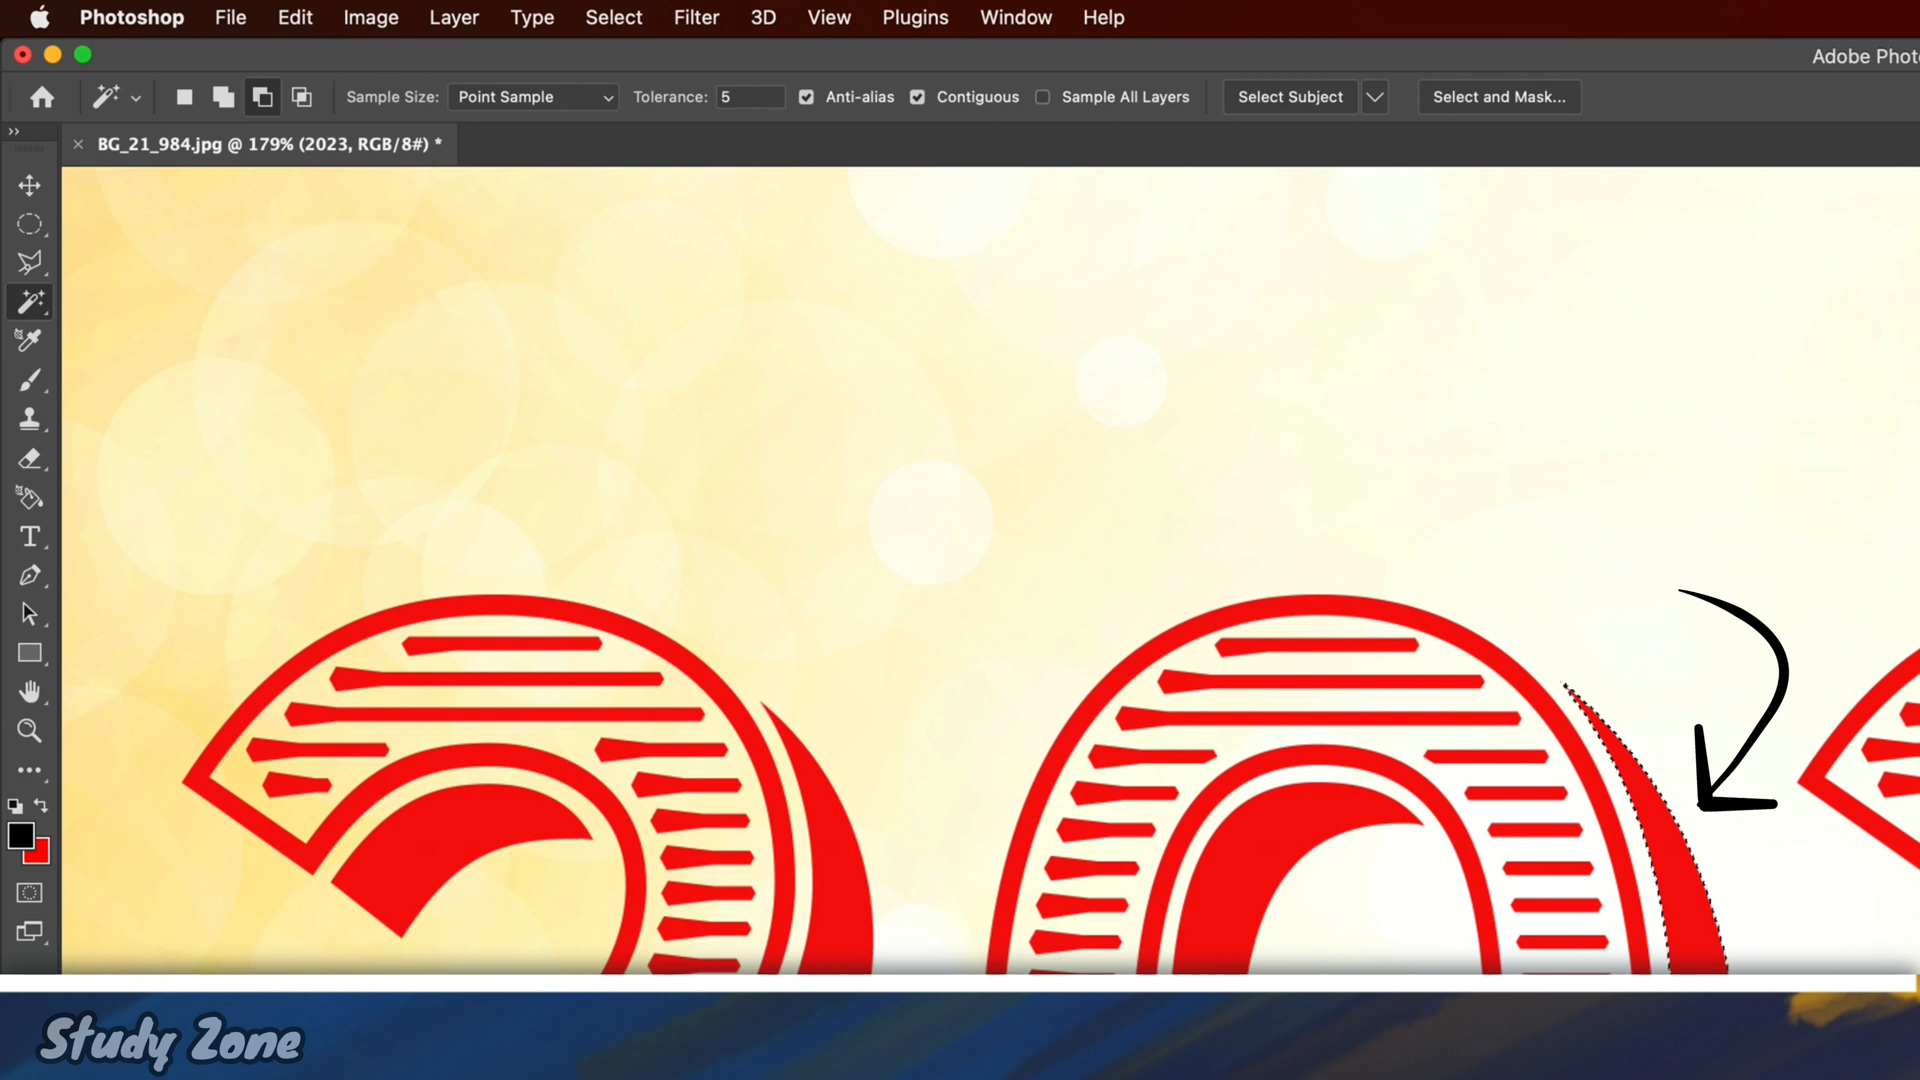 Photoshop File Edit Image Layer Type Select Filter 3D View Plugins Window Help
Adobe Phot
Sample Size: Point Sample Tolerance: 5 Anti-alias Contiguous Sample All Layers Select Subject Select and Mask...
BG_21_984.jpg @ 179% (2023, RGB/8#) *
Study Zone